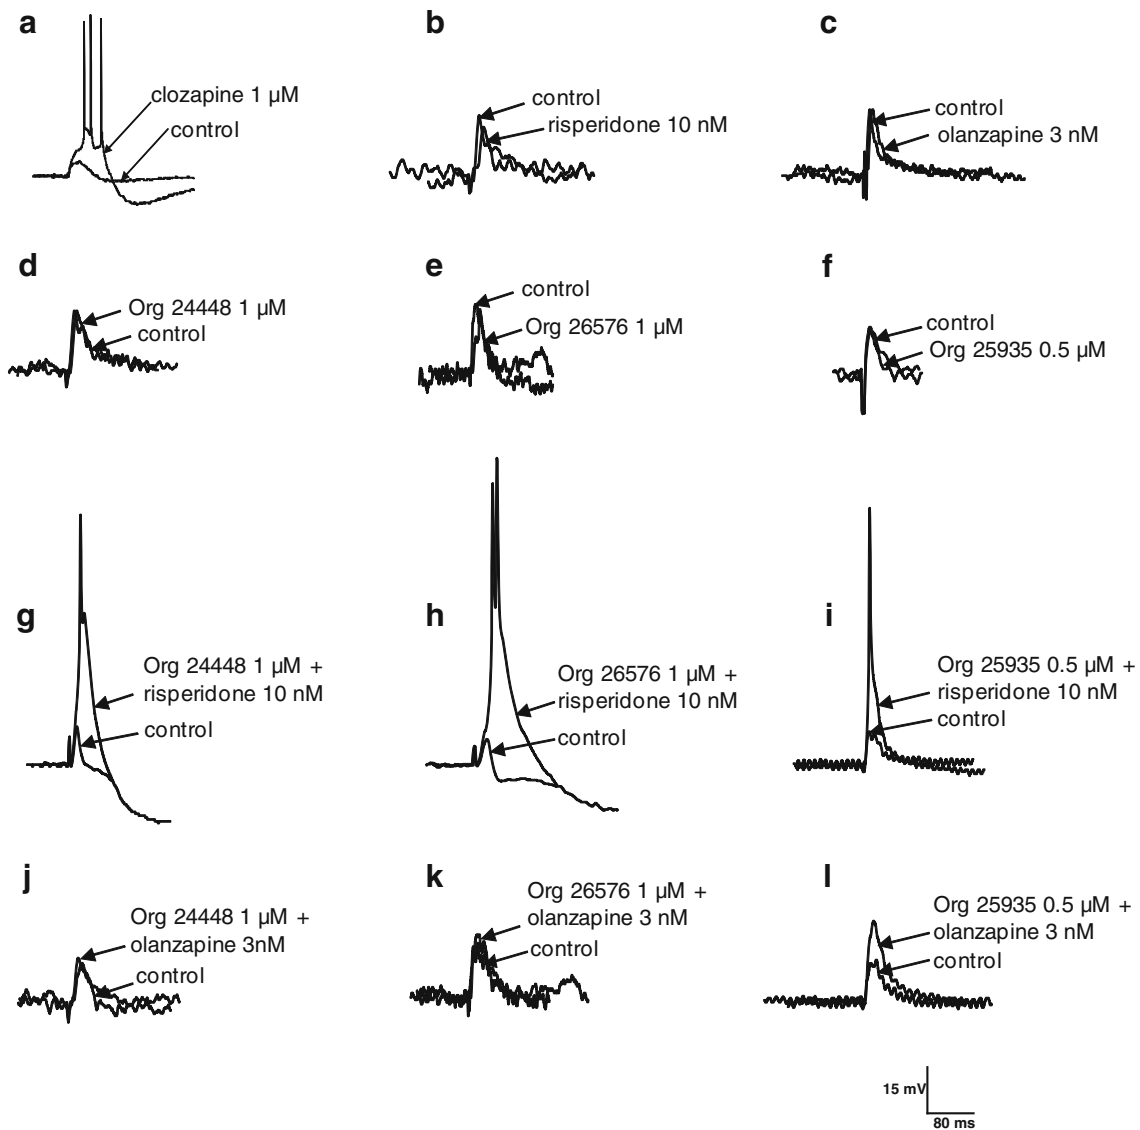 a
clozapine 1 µM
control
b
control
risperidone 10 nM
c
control
olanzapine 3 nM
d
Org 24448 1 µM
control
e
control
Org 26576 1 µM
f
control
Org 25935 0.5 µM
g
Org 24448 1 µM +
risperidone 10 nM
control
h
Org 26576 1 µM +
risperidone 10 nM
control
i
Org 25935 0.5 µM +
risperidone 10 nM
control
j
Org 24448 1 µM +
olanzapine 3nM
control
k
Org 26576 1 µM +
olanzapine 3 nM
control
l
Org 25935 0.5 µM +
olanzapine 3 nM
control
15 mV
80 ms